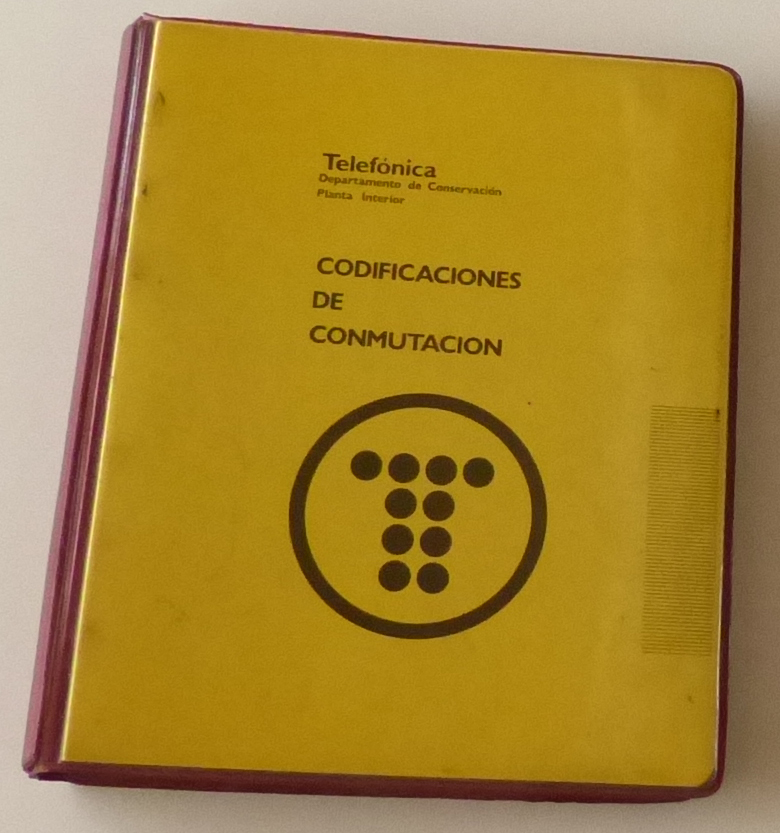 Telefónica
Departamento de Conservación
Planta Interior
CODIFICACIONES
DE
CONMUTACION